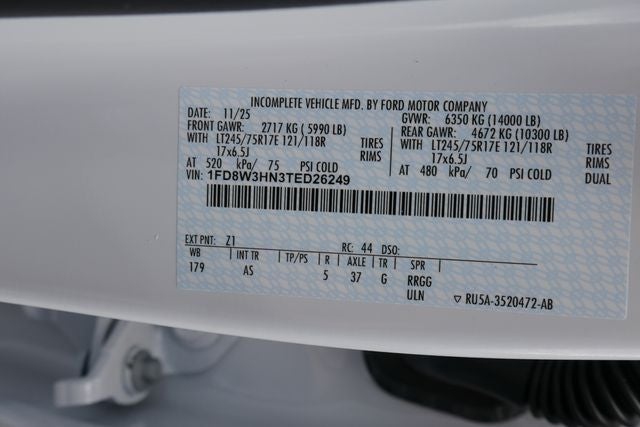 INCOMPLETE VEHICLE MFD. BY FORD MOTOR COMPANY
DATE: 11/25 GVWR: 6350 KG (14000 LB)
FRONT GAWR: 2717 KG (5990 LB) REAR GAWR: 4672 KG (10300 LB)
WITH LT245/75R17E 121/118R TIRES WITH LT245/75R17E 121/118R TIRES
17x6.5J RIMS 17x6.5J RIMS
AT 520 kPa/ 75 PSI COLD AT 480 kPa/ 70 PSI COLD DUAL
VIN: 1FD8W3HN3TED26249
EXT PNT: Z1 RC: 44 DSO:
WB INT TR TP/PS R AXLE TR SPR
179 AS 5 37 G RRGG
ULN ▽ RU5A-3520472-AB